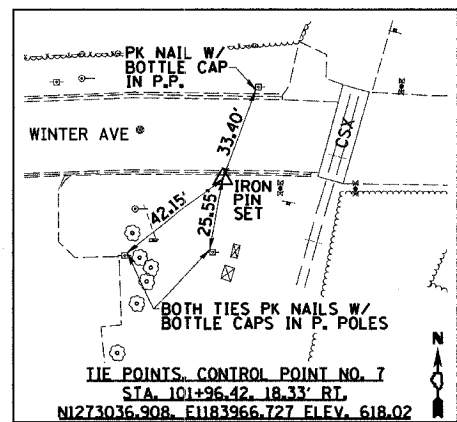 PK NAIL W/
BOTTLE CAP
IN P.P.
WINTER AVE
33.40'
CSX
42.15'
25.55'
IRON
PIN
SET
BOTH TIES PK NAILS W/
BOTTLE CAPS IN P. POLES
N
TIE POINTS, CONTROL POINT NO. 7
STA. 101+96.42, 18.33' RT.
N1273036.908, E1183966.727 ELEV. 618.02